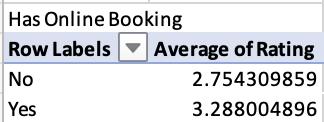 Has Online Booking
Row Labels Average of Rating
No 2.754309859
Yes 3.288004896